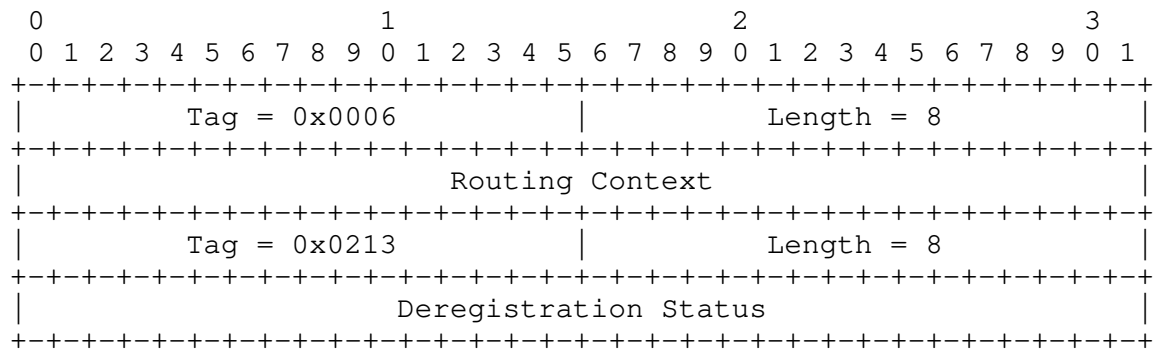 0                   1                   2                   3
 0 1 2 3 4 5 6 7 8 9 0 1 2 3 4 5 6 7 8 9 0 1 2 3 4 5 6 7 8 9 0 1
+-+-+-+-+-+-+-+-+-+-+-+-+-+-+-+-+-+-+-+-+-+-+-+-+-+-+-+-+-+-+-+-+
|         Tag = 0x0006          |          Length = 8           |
+-+-+-+-+-+-+-+-+-+-+-+-+-+-+-+-+-+-+-+-+-+-+-+-+-+-+-+-+-+-+-+-+
|                        Routing Context                        |
+-+-+-+-+-+-+-+-+-+-+-+-+-+-+-+-+-+-+-+-+-+-+-+-+-+-+-+-+-+-+-+-+
|         Tag = 0x0213          |          Length = 8           |
+-+-+-+-+-+-+-+-+-+-+-+-+-+-+-+-+-+-+-+-+-+-+-+-+-+-+-+-+-+-+-+-+
|                     Deregistration Status                     |
+-+-+-+-+-+-+-+-+-+-+-+-+-+-+-+-+-+-+-+-+-+-+-+-+-+-+-+-+-+-+-+-+